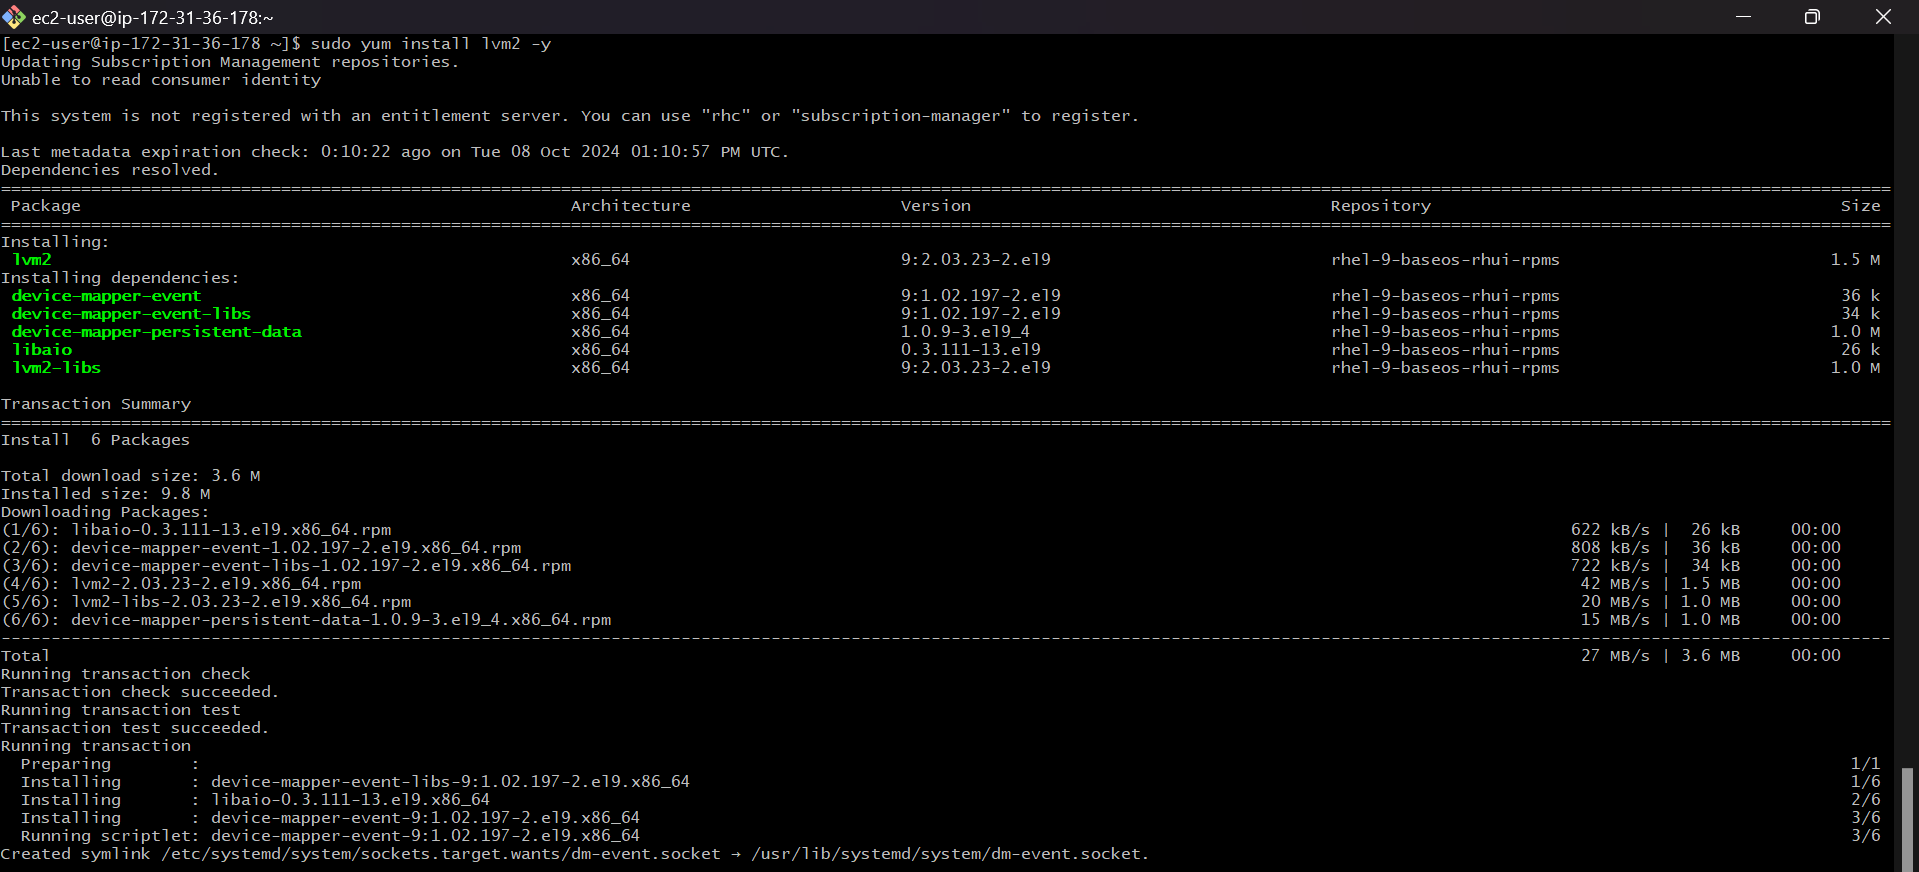 ec2-user@ip-172-31-36-178:~
[ec2-user@ip-172-31-36-178 ~]$ sudo yum install lvm2 -y
Updating Subscription Management repositories.
Unable to read consumer identity
This system is not registered with an entitlement server. You can use "rhc" or "subscription-manager" to register.
Last metadata expiration check: 0:10:22 ago on Tue 08 Oct 2024 01:10:57 PM UTC.
Dependencies resolved.
================================================================================
Package Architecture Version Repository Size
================================================================================
Installing:
lvm2 x86_64 9:2.03.23-2.el9 rhel-9-baseos-rhui-rpms 1.5 M
Installing dependencies:
device-mapper-event x86_64 9:1.02.197-2.el9 rhel-9-baseos-rhui-rpms 36 k
device-mapper-event-libs x86_64 9:1.02.197-2.el9 rhel-9-baseos-rhui-rpms 34 k
device-mapper-persistent-data x86_64 1.0.9-3.el9_4 rhel-9-baseos-rhui-rpms 1.0 M
libaio x86_64 0.3.111-13.el9 rhel-9-baseos-rhui-rpms 26 k
lvm2-libs x86_64 9:2.03.23-2.el9 rhel-9-baseos-rhui-rpms 1.0 M
Transaction Summary
================================================================================
Install 6 Packages
Total download size: 3.6 M
Installed size: 9.8 M
Downloading Packages:
(1/6): libaio-0.3.111-13.el9.x86_64.rpm 622 kB/s | 26 kB 00:00
(2/6): device-mapper-event-1.02.197-2.el9.x86_64.rpm 808 kB/s | 36 kB 00:00
(3/6): device-mapper-event-libs-1.02.197-2.el9.x86_64.rpm 722 kB/s | 34 kB 00:00
(4/6): lvm2-2.03.23-2.el9.x86_64.rpm 42 MB/s | 1.5 MB 00:00
(5/6): lvm2-libs-2.03.23-2.el9.x86_64.rpm 20 MB/s | 1.0 MB 00:00
(6/6): device-mapper-persistent-data-1.0.9-3.el9_4.x86_64.rpm 15 MB/s | 1.0 MB 00:00
--------------------------------------------------------------------------------
Total 27 MB/s | 3.6 MB 00:00
Running transaction check
Transaction check succeeded.
Running transaction test
Transaction test succeeded.
Running transaction
Preparing : 1/1
Installing : device-mapper-event-libs-9:1.02.197-2.el9.x86_64 1/6
Installing : libaio-0.3.111-13.el9.x86_64 2/6
Installing : device-mapper-event-9:1.02.197-2.el9.x86_64 3/6
Running scriptlet: device-mapper-event-9:1.02.197-2.el9.x86_64 3/6
Created symlink /etc/systemd/system/sockets.target.wants/dm-event.socket → /usr/lib/systemd/system/dm-event.socket.